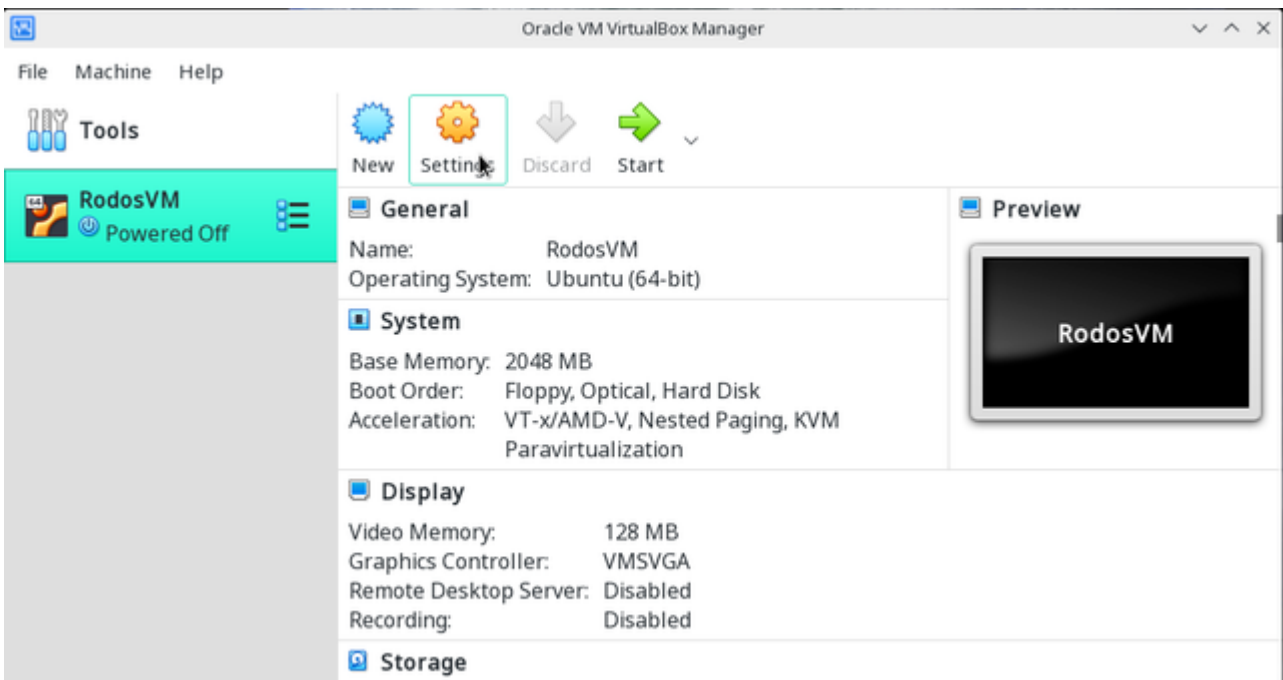 Oracle VM VirtualBox Manager
File Machine Help
Tools
New Settings Discard Start
RodosVM
Powered Off
64
General
Name: RodosVM
Operating System: Ubuntu (64-bit)
Preview
RodosVM
System
Base Memory: 2048 MB
Boot Order: Floppy, Optical, Hard Disk
Acceleration: VT-x/AMD-V, Nested Paging, KVM
Paravirtualization
Display
Video Memory: 128 MB
Graphics Controller: VMSVGA
Remote Desktop Server: Disabled
Recording: Disabled
Storage